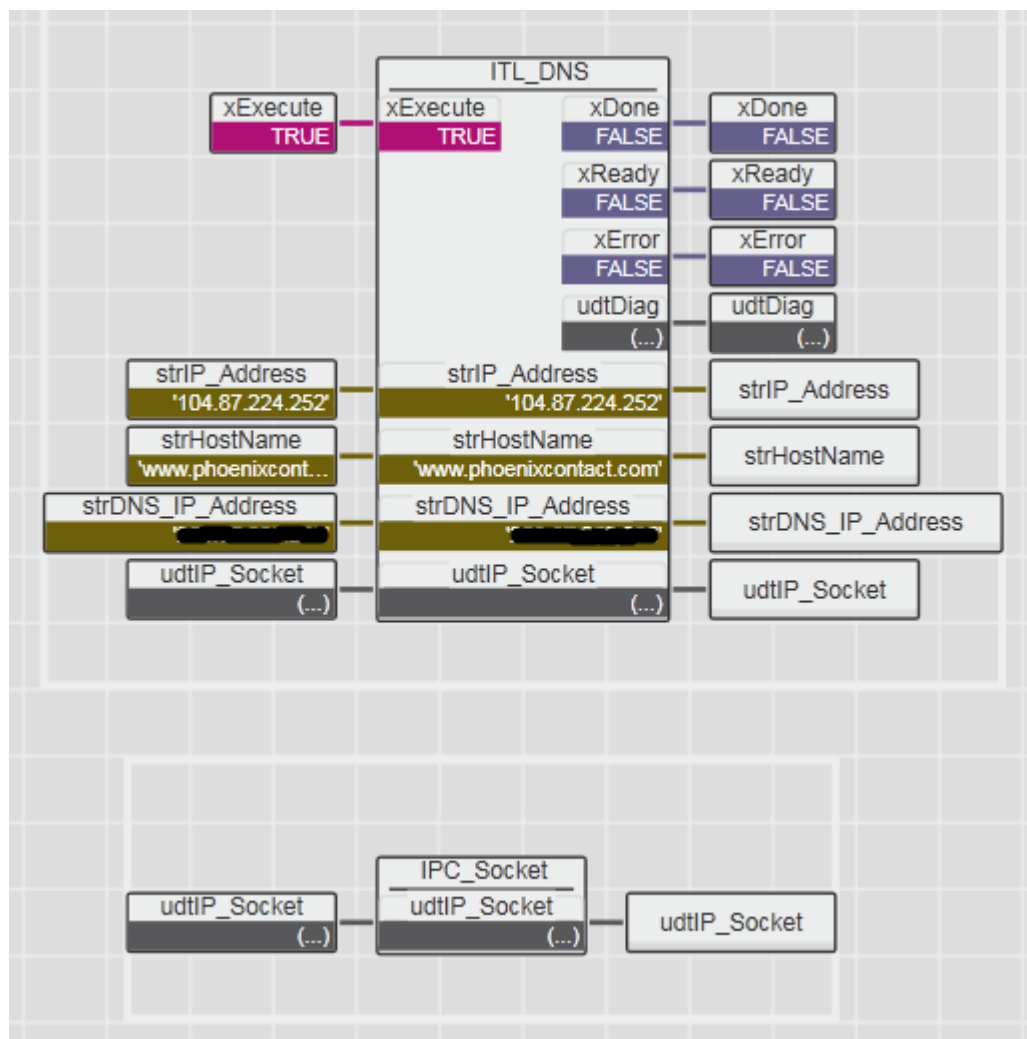 ITL_DNS
xExecute xExecute xDone xDone
TRUE TRUE FALSE FALSE
xReady xReady
FALSE FALSE
xError xError
FALSE FALSE
udtDiag udtDiag
(...) (...)
strIP_Address strIP_Address strIP_Address
'104.87.224.252' '104.87.224.252'
strHostName strHostName strHostName
'www.phoenixcont... 'www.phoenixcontact.com'
strDNS_IP_Address strDNS_IP_Address strDNS_IP_Address
udtIP_Socket udtIP_Socket udtIP_Socket
(...) (...)
IPC_Socket
udtIP_Socket udtIP_Socket udtIP_Socket
(...) (...)